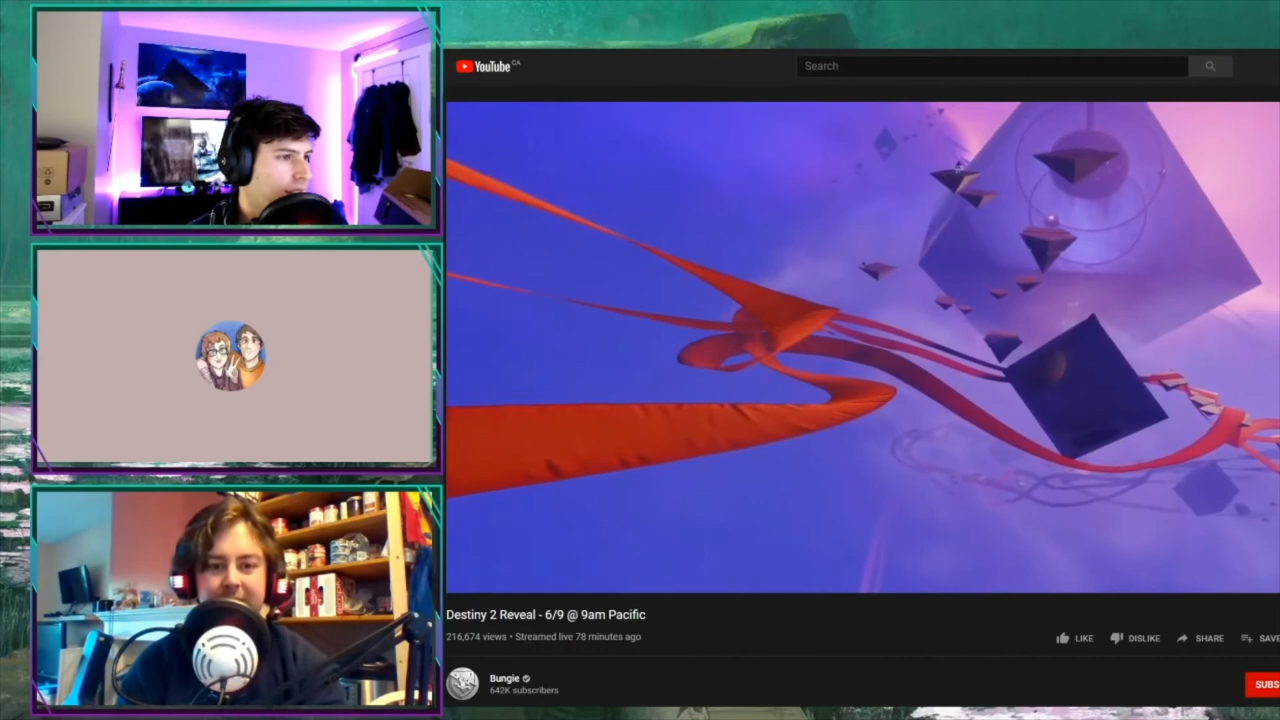 YouTube CA
Search
Destiny 2 Reveal - 6/9 @ 9am Pacific
216,674 views • Streamed live 78 minutes ago
LIKE DISLIKE SHARE SAVE
Bungie
642K subscribers
SUBS